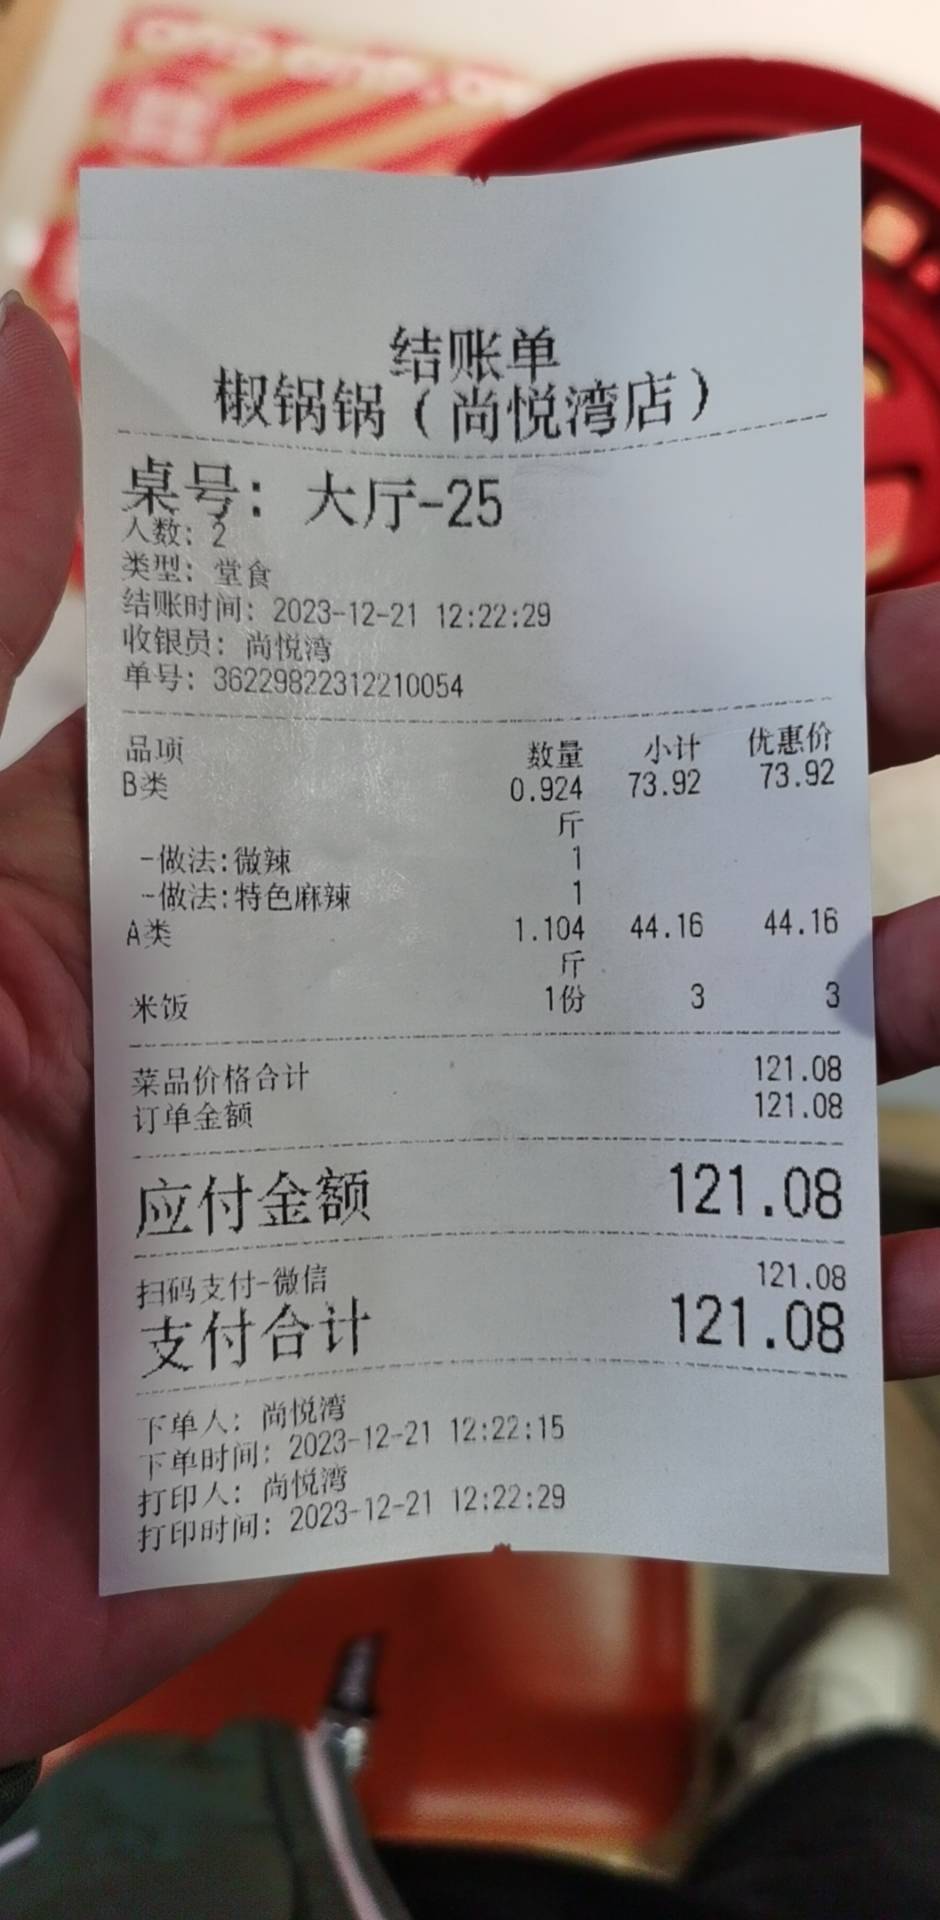 结账单
椒锅锅（尚悦湾店）
桌号：大厅-25
人数：2
类型：堂食
结账时间：2023-12-21 12:22:29
收银员：尚悦湾
单号：36229822312210054
品项 数量 小计 优惠价
B类 0.924 73.92 73.92
斤
-做法:微辣 1
-做法:特色麻辣 1
A类 1.104 44.16 44.16
斤
米饭 1份 3 3
菜品价格合计 121.08
订单金额 121.08
应付金额 121.08
扫码支付-微信 121.08
支付合计 121.08
下单人：尚悦湾
下单时间：2023-12-21 12:22:15
打印人：尚悦湾
打印时间：2023-12-21 12:22:29